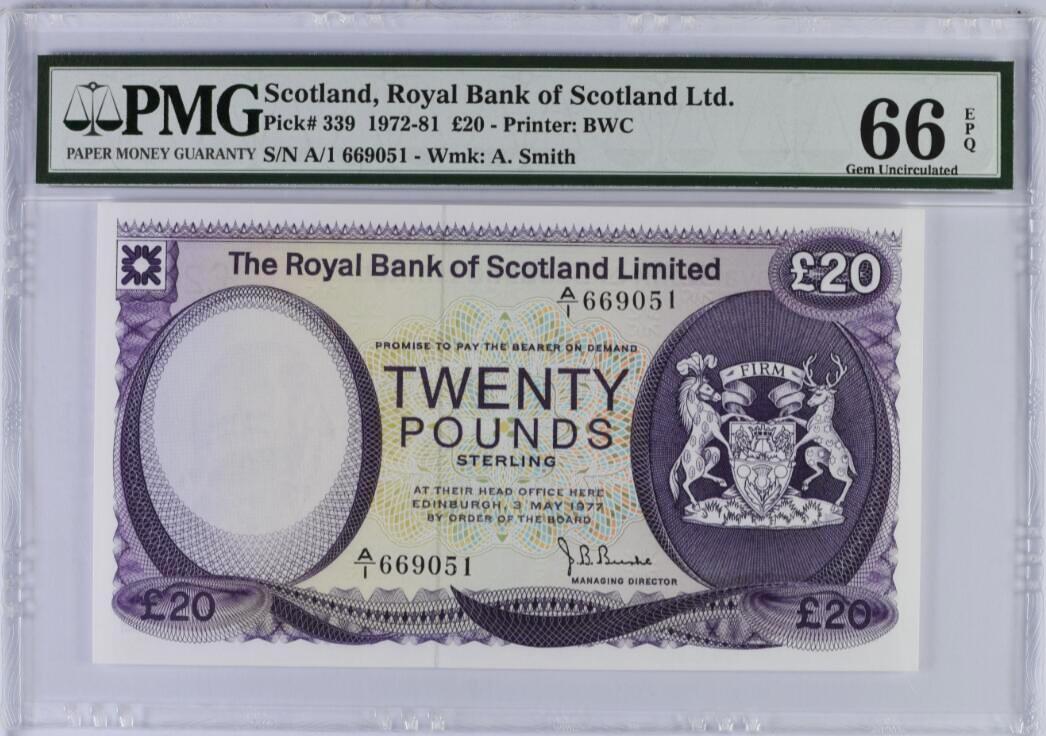 PMG
PAPER MONEY GUARANTY
Scotland, Royal Bank of Scotland Ltd.
Pick# 339 1972-81 £20 - Printer: BWC
S/N A/1 669051 - Wmk: A. Smith
66 EPQ
Gem Uncirculated
The Royal Bank of Scotland Limited
£20
A/1 669051
PROMISE TO PAY THE BEARER ON DEMAND
TWENTY
POUNDS
STERLING
FIRM
AT THEIR HEAD OFFICE HERE
EDINBURGH, 3 MAY 1977
BY ORDER OF THE BOARD
A/1 669051
J.B. Burke
MANAGING DIRECTOR
£20
£20